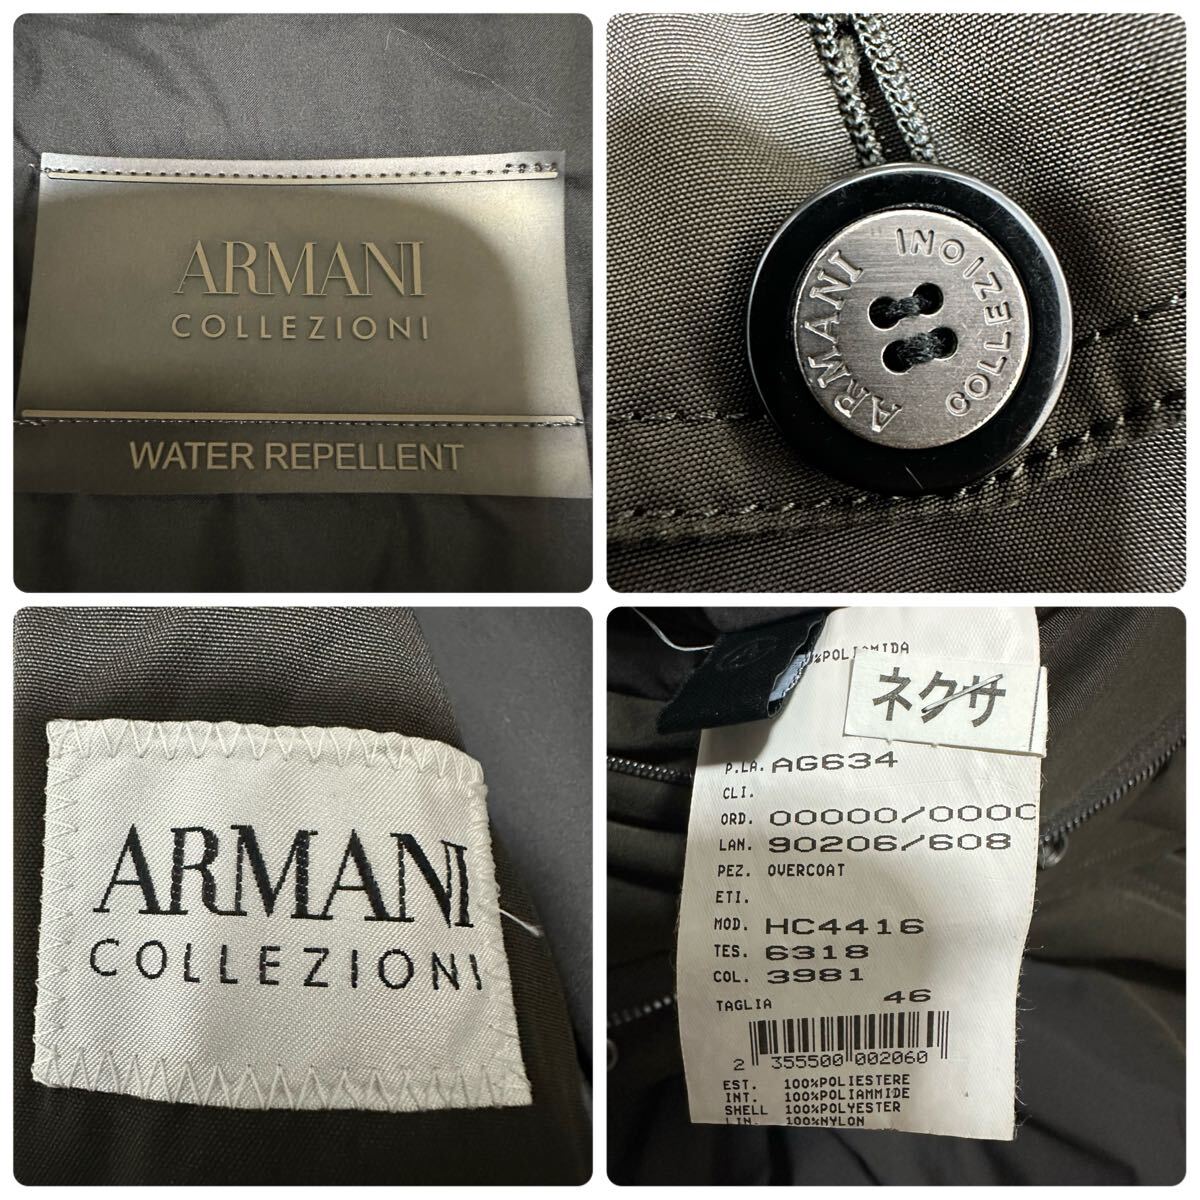 ARMANI
COLLEZIONI
WATER REPELLENT
ARMANI COLLEZIONI
ARMANI
COLLEZIONI
%POLIAMIDA
ネクサ
P.LA. AG634
CLI.
ORD. 00000/000C
LAN. 90206/608
PEZ. OVERCOAT
ETI.
MOD. HC4416
TES. 6318
COL. 3981
TAGLIA 46
2 355500 002060
EST. 100%POLIESTERE
INT. 100%POLIAMMIDE
SHELL 100%POLYESTER
LIN. 100%NYLON